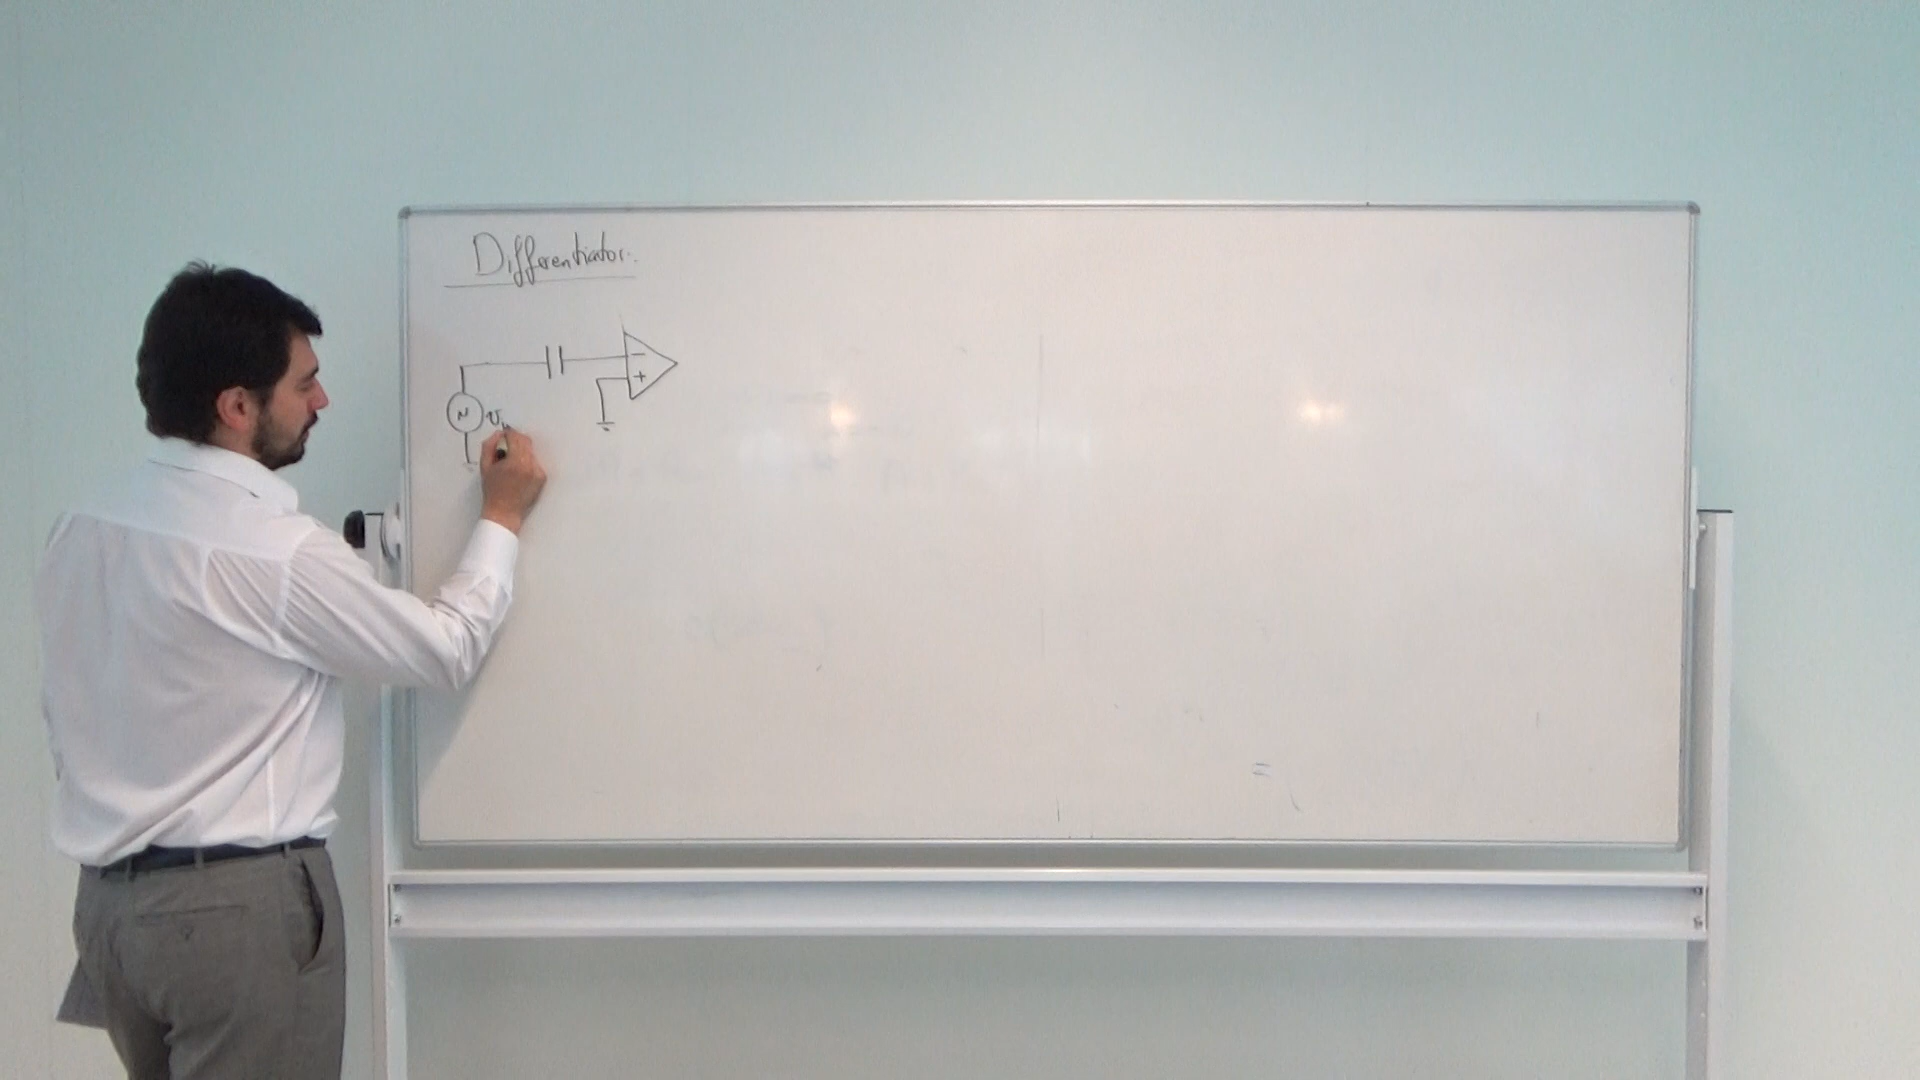 Differentiator.
−
+
=